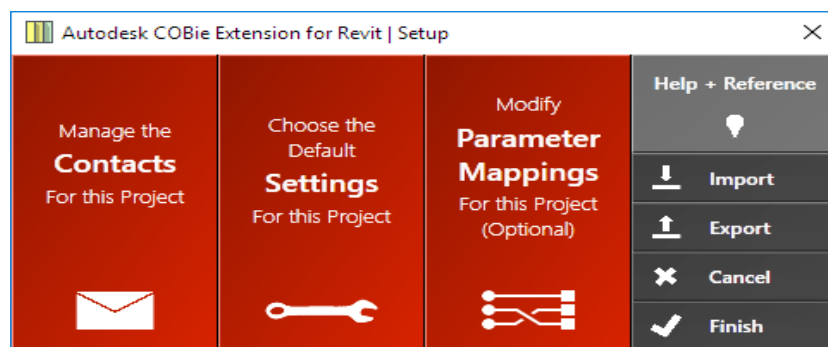 Autodesk COBie Extension for Revit | Setup
Manage the
Contacts
For this Project
Choose the
Default
Settings
For this Project
Modify
Parameter
Mappings
For this Project
(Optional)
Help + Reference
Import
Export
Cancel
Finish